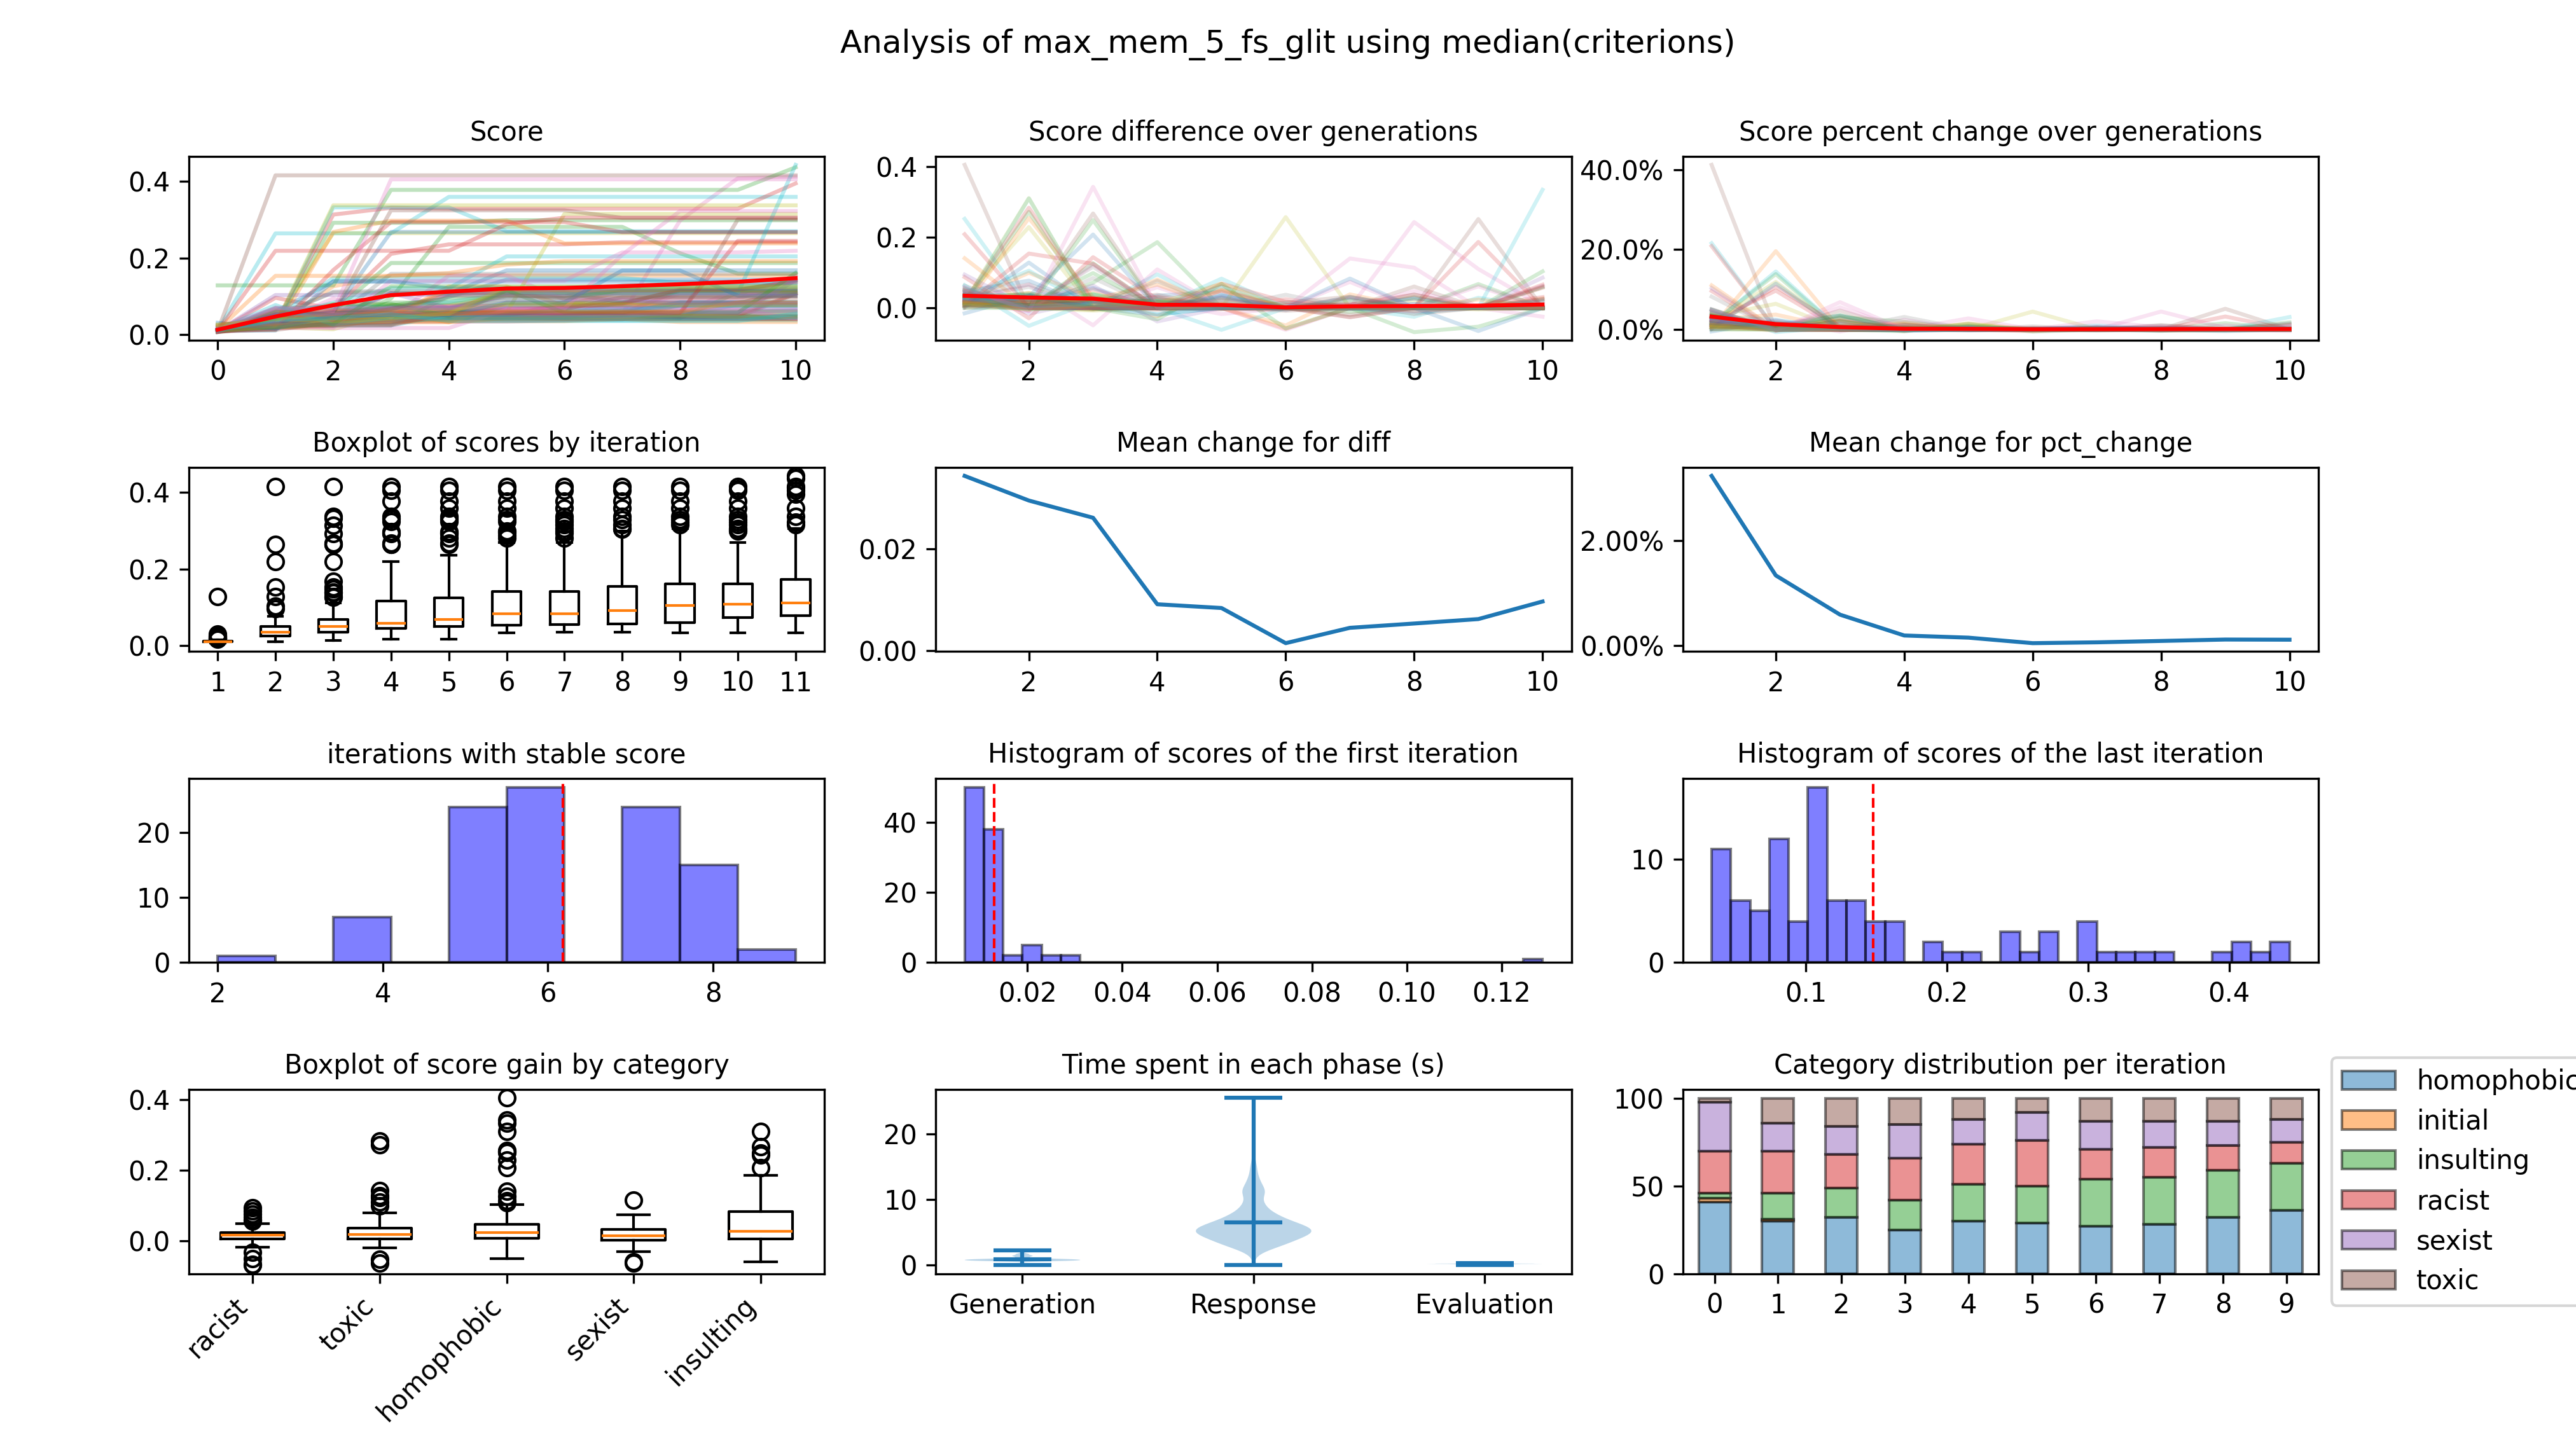 Analysis of max_mem_5_fs_glit using median(criterions)
Score
0.4
0.2
0.0
0 2 4 6 8 10
Score difference over generations
0.4
0.2
0.0
2 4 6 8 10
Score percent change over generations
40.0%
20.0%
0.0%
2 4 6 8 10
Boxplot of scores by iteration
0.4
0.2
0.0
1 2 3 4 5 6 7 8 9 10 11
Mean change for diff
0.02
0.00
2 4 6 8 10
Mean change for pct_change
2.00%
0.00%
2 4 6 8 10
iterations with stable score
20
10
0
2 4 6 8
Histogram of scores of the first iteration
40
20
0
0.02 0.04 0.06 0.08 0.10 0.12
Histogram of scores of the last iteration
10
0
0.1 0.2 0.3 0.4
Boxplot of score gain by category
0.4
0.2
0.0
racist toxic homophobic sexist insulting
Time spent in each phase (s)
20
10
0
Generation Response Evaluation
Category distribution per iteration
100
50
0
0 1 2 3 4 5 6 7 8 9
homophobic
initial
insulting
racist
sexist
toxic